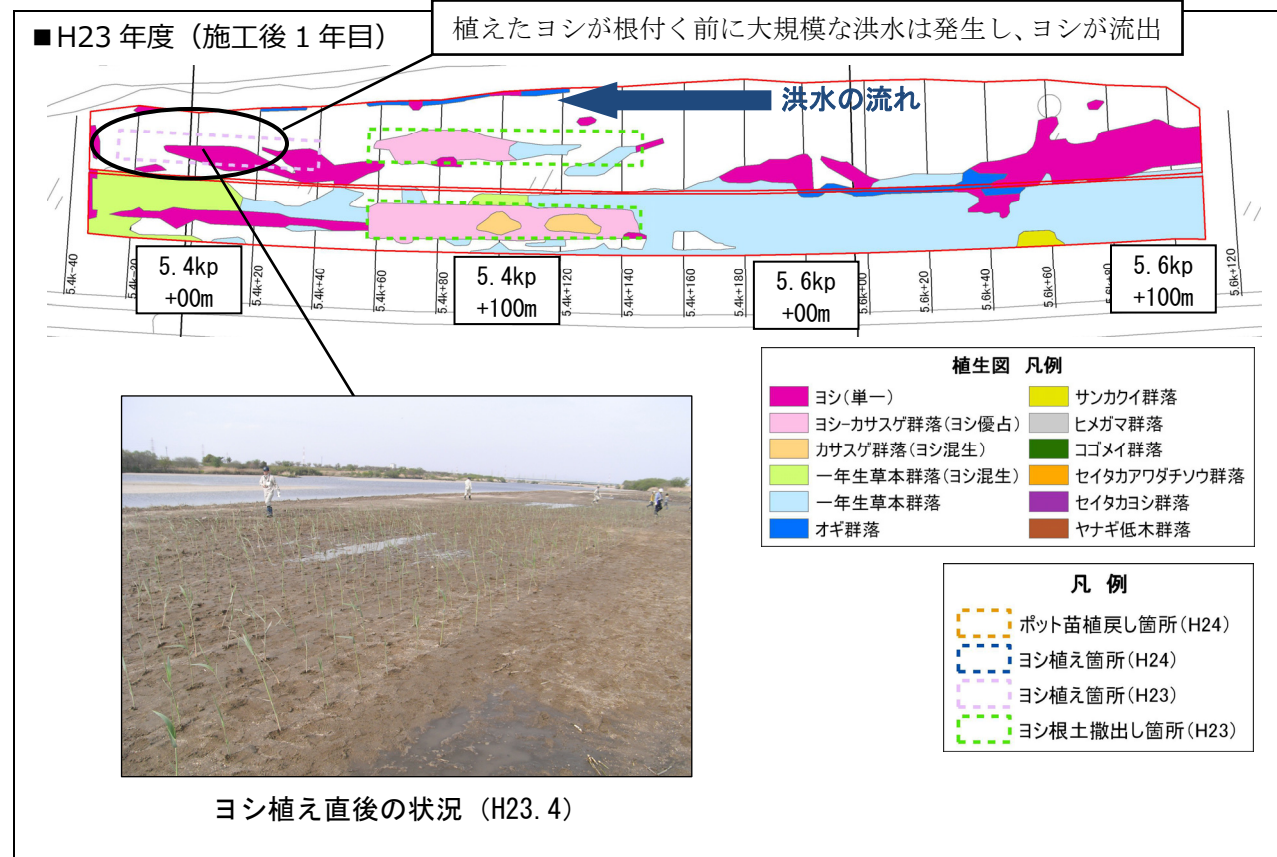 ■H23 年度（施工後 1 年目）
植えたヨシが根付く前に大規模な洪水は発生し、ヨシが流出
洪水の流れ
5.4k-40
5.4k-20
5.4k+20
5.4k+40
5.4k+60
5.4k+80
5.4k+120
5.4k+140
5.4k+160
5.4k+180
5.6k+00
5.6k+20
5.6k+40
5.6k+60
5.6k+80
5.6k+120
5.4kp
+00m
5.4kp
+100m
5.6kp
+00m
5.6kp
+100m
植生図 凡例
ヨシ(単一)
ヨシ-カサスゲ群落(ヨシ優占)
カサスゲ群落(ヨシ混生)
一年生草本群落(ヨシ混生)
一年生草本群落
オギ群落
サンカクイ群落
ヒメガマ群落
コゴメイ群落
セイタカアワダチソウ群落
セイタカヨシ群落
ヤナギ低木群落
凡 例
ポット苗植戻し箇所(H24)
ヨシ植え箇所(H24)
ヨシ植え箇所(H23)
ヨシ根土撒出し箇所(H23)
ヨシ植え直後の状況（H23.4）